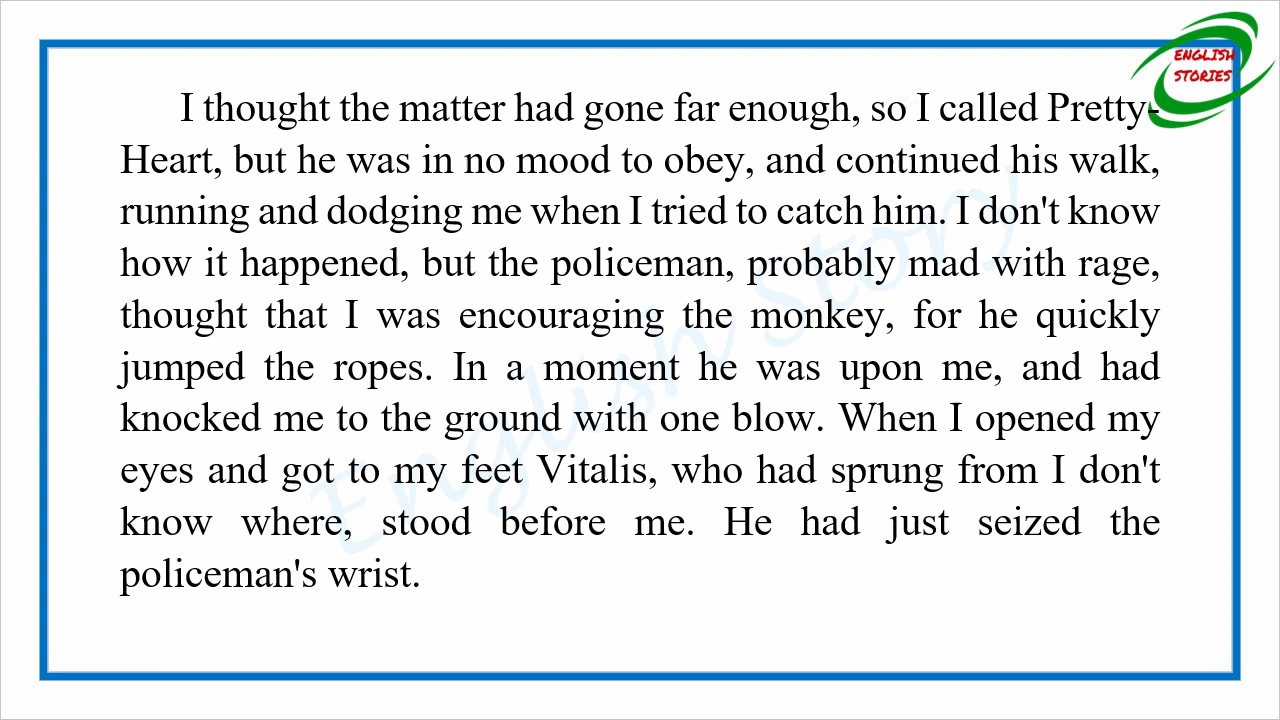 ENGLISH
STORIES
I thought the matter had gone far enough, so I called Pretty-
Heart, but he was in no mood to obey, and continued his walk,
running and dodging me when I tried to catch him. I don't know
how it happened, but the policeman, probably mad with rage,
thought that I was encouraging the monkey, for he quickly
jumped the ropes. In a moment he was upon me, and had
knocked me to the ground with one blow. When I opened my
eyes and got to my feet Vitalis, who had sprung from I don't
know where, stood before me. He had just seized the
policeman's wrist.
English Story